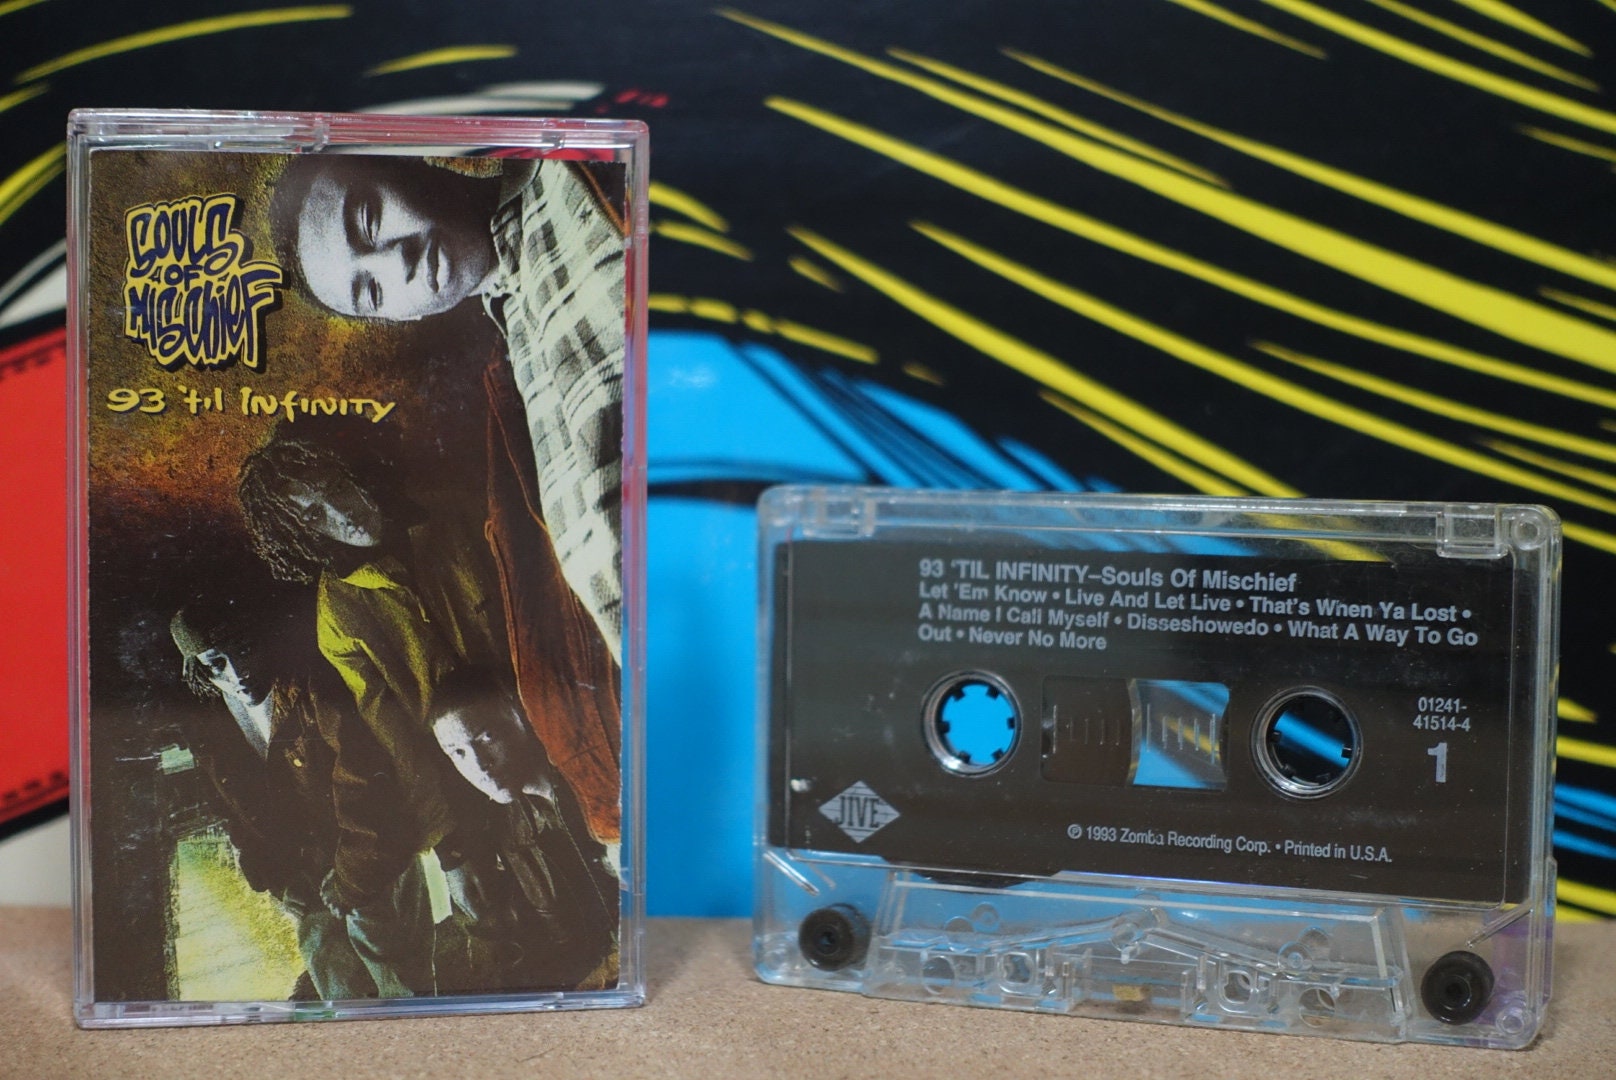 SOULS
OF
MISCHIEF
93 'til INFINITY
93 'TIL INFINITY–Souls Of Mischief
Let 'Em Know • Live And Let Live • That's When Ya Lost •
A Name I Call Myself • Disseshowedo • What A Way To Go
Out • Never No More
01241-
41514-4
1
JIVE
℗ 1993 Zomba Recording Corp. • Printed in U.S.A.